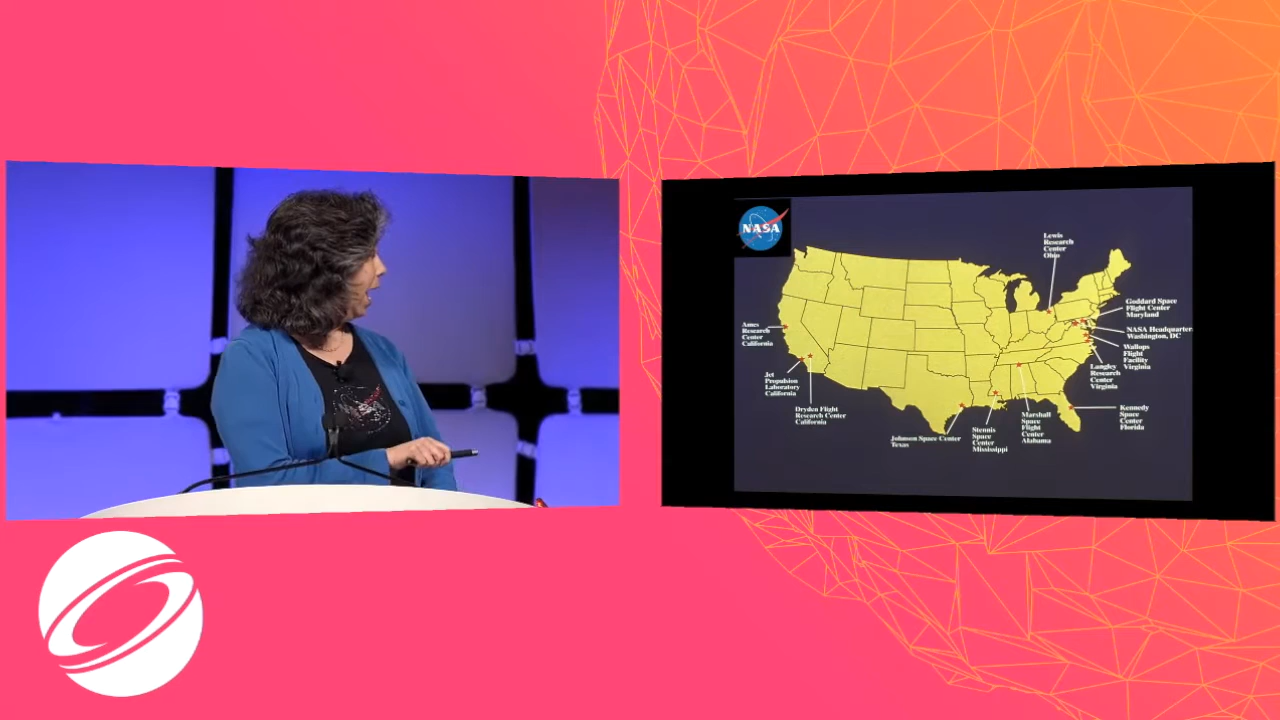 NASA
Lewis
Research
Center
Ohio
Goddard Space
Flight Center
Maryland
NASA Headquarters
Washington, DC
Wallops
Flight
Facility
Virginia
Langley
Research
Center
Virginia
Ames
Research
Center
California
Jet
Propulsion
Laboratory
California
Dryden Flight
Research Center
California
Johnson Space Center
Texas
Stennis
Space
Center
Mississippi
Marshall
Space
Flight
Center
Alabama
Kennedy
Space
Center
Florida